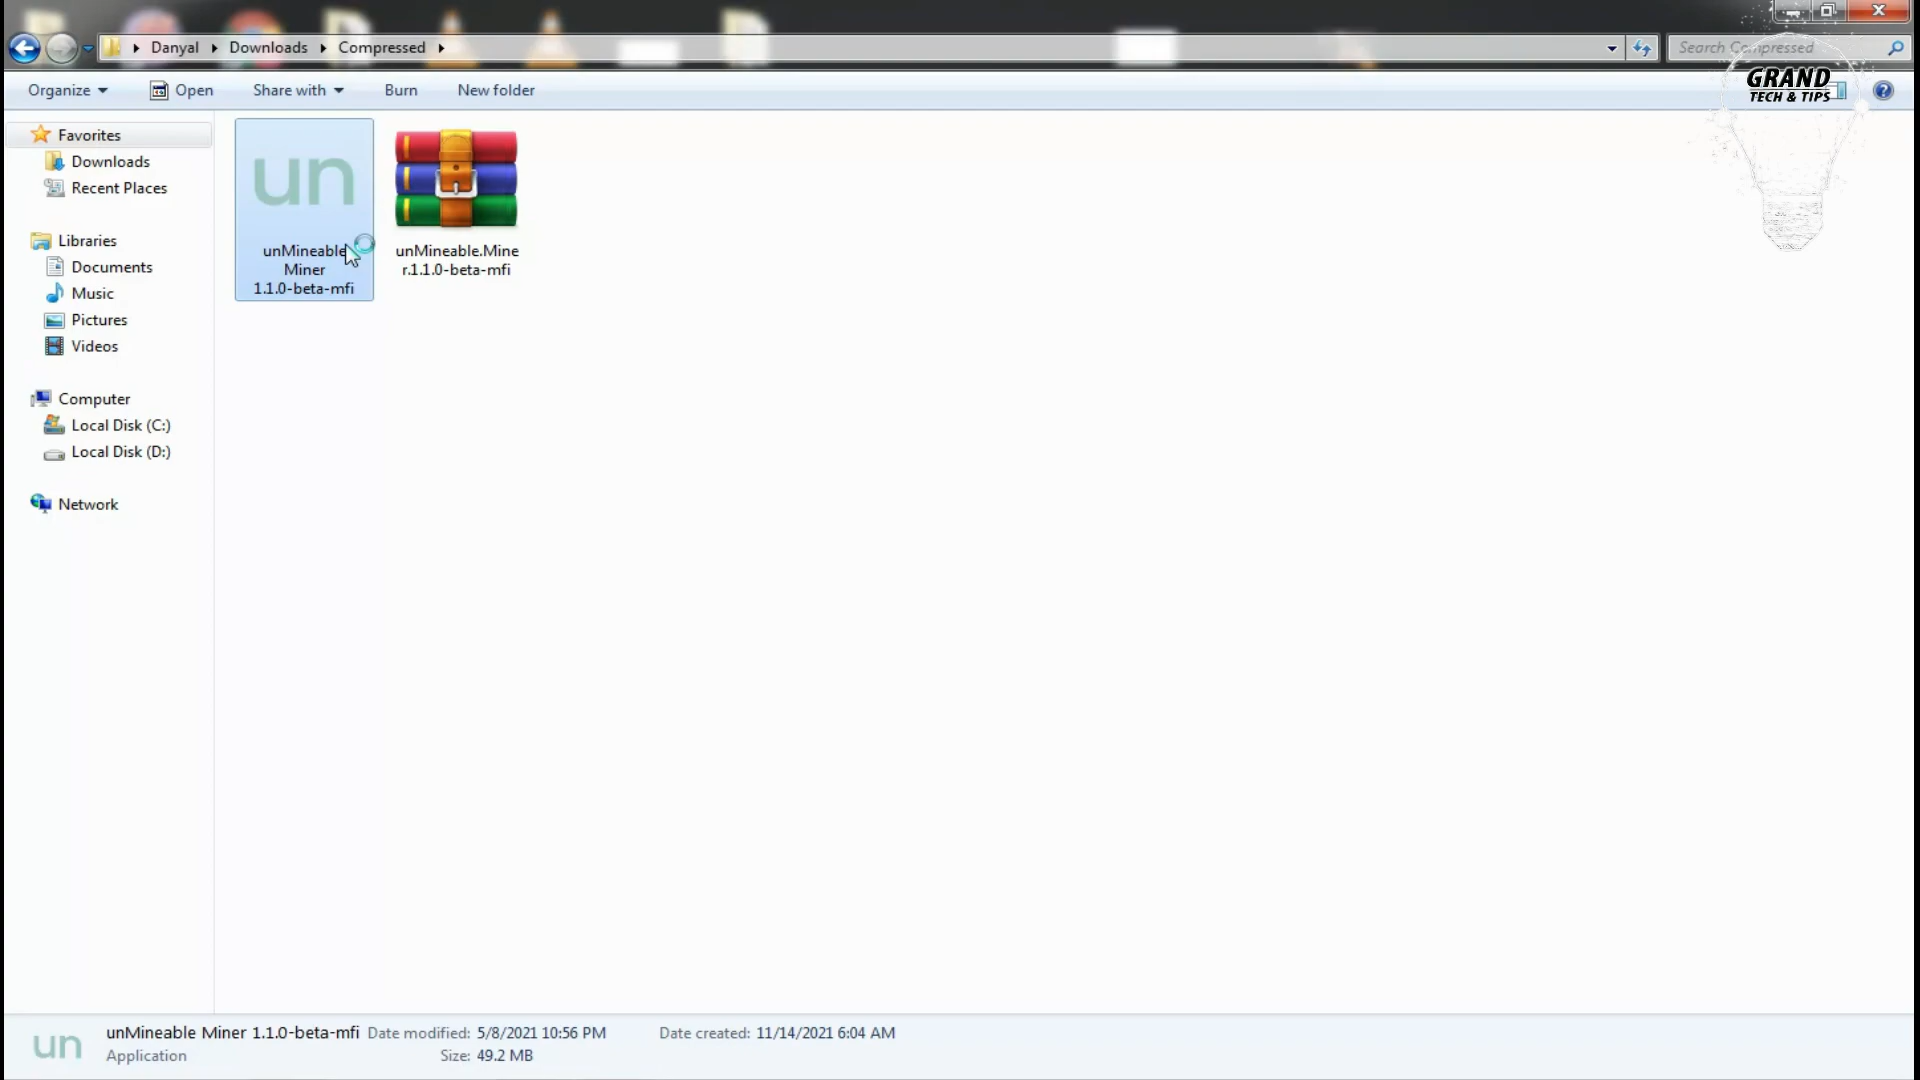 Danyal Downloads Compressed
Search Compressed
GRAND
TECH & TIPS
Organize Open Share with Burn New folder
Favorites
Downloads
Recent Places
Libraries
Documents
Music
Pictures
Videos
Computer
Local Disk (C:)
Local Disk (D:)
Network
un
unMineable
Miner
1.1.0-beta-mfi
unMineable.Mine
r.1.1.0-beta-mfi
un
unMineable Miner 1.1.0-beta-mfi Date modified: 5/8/2021 10:56 PM Date created: 11/14/2021 6:04 AM
Application Size: 49.2 MB